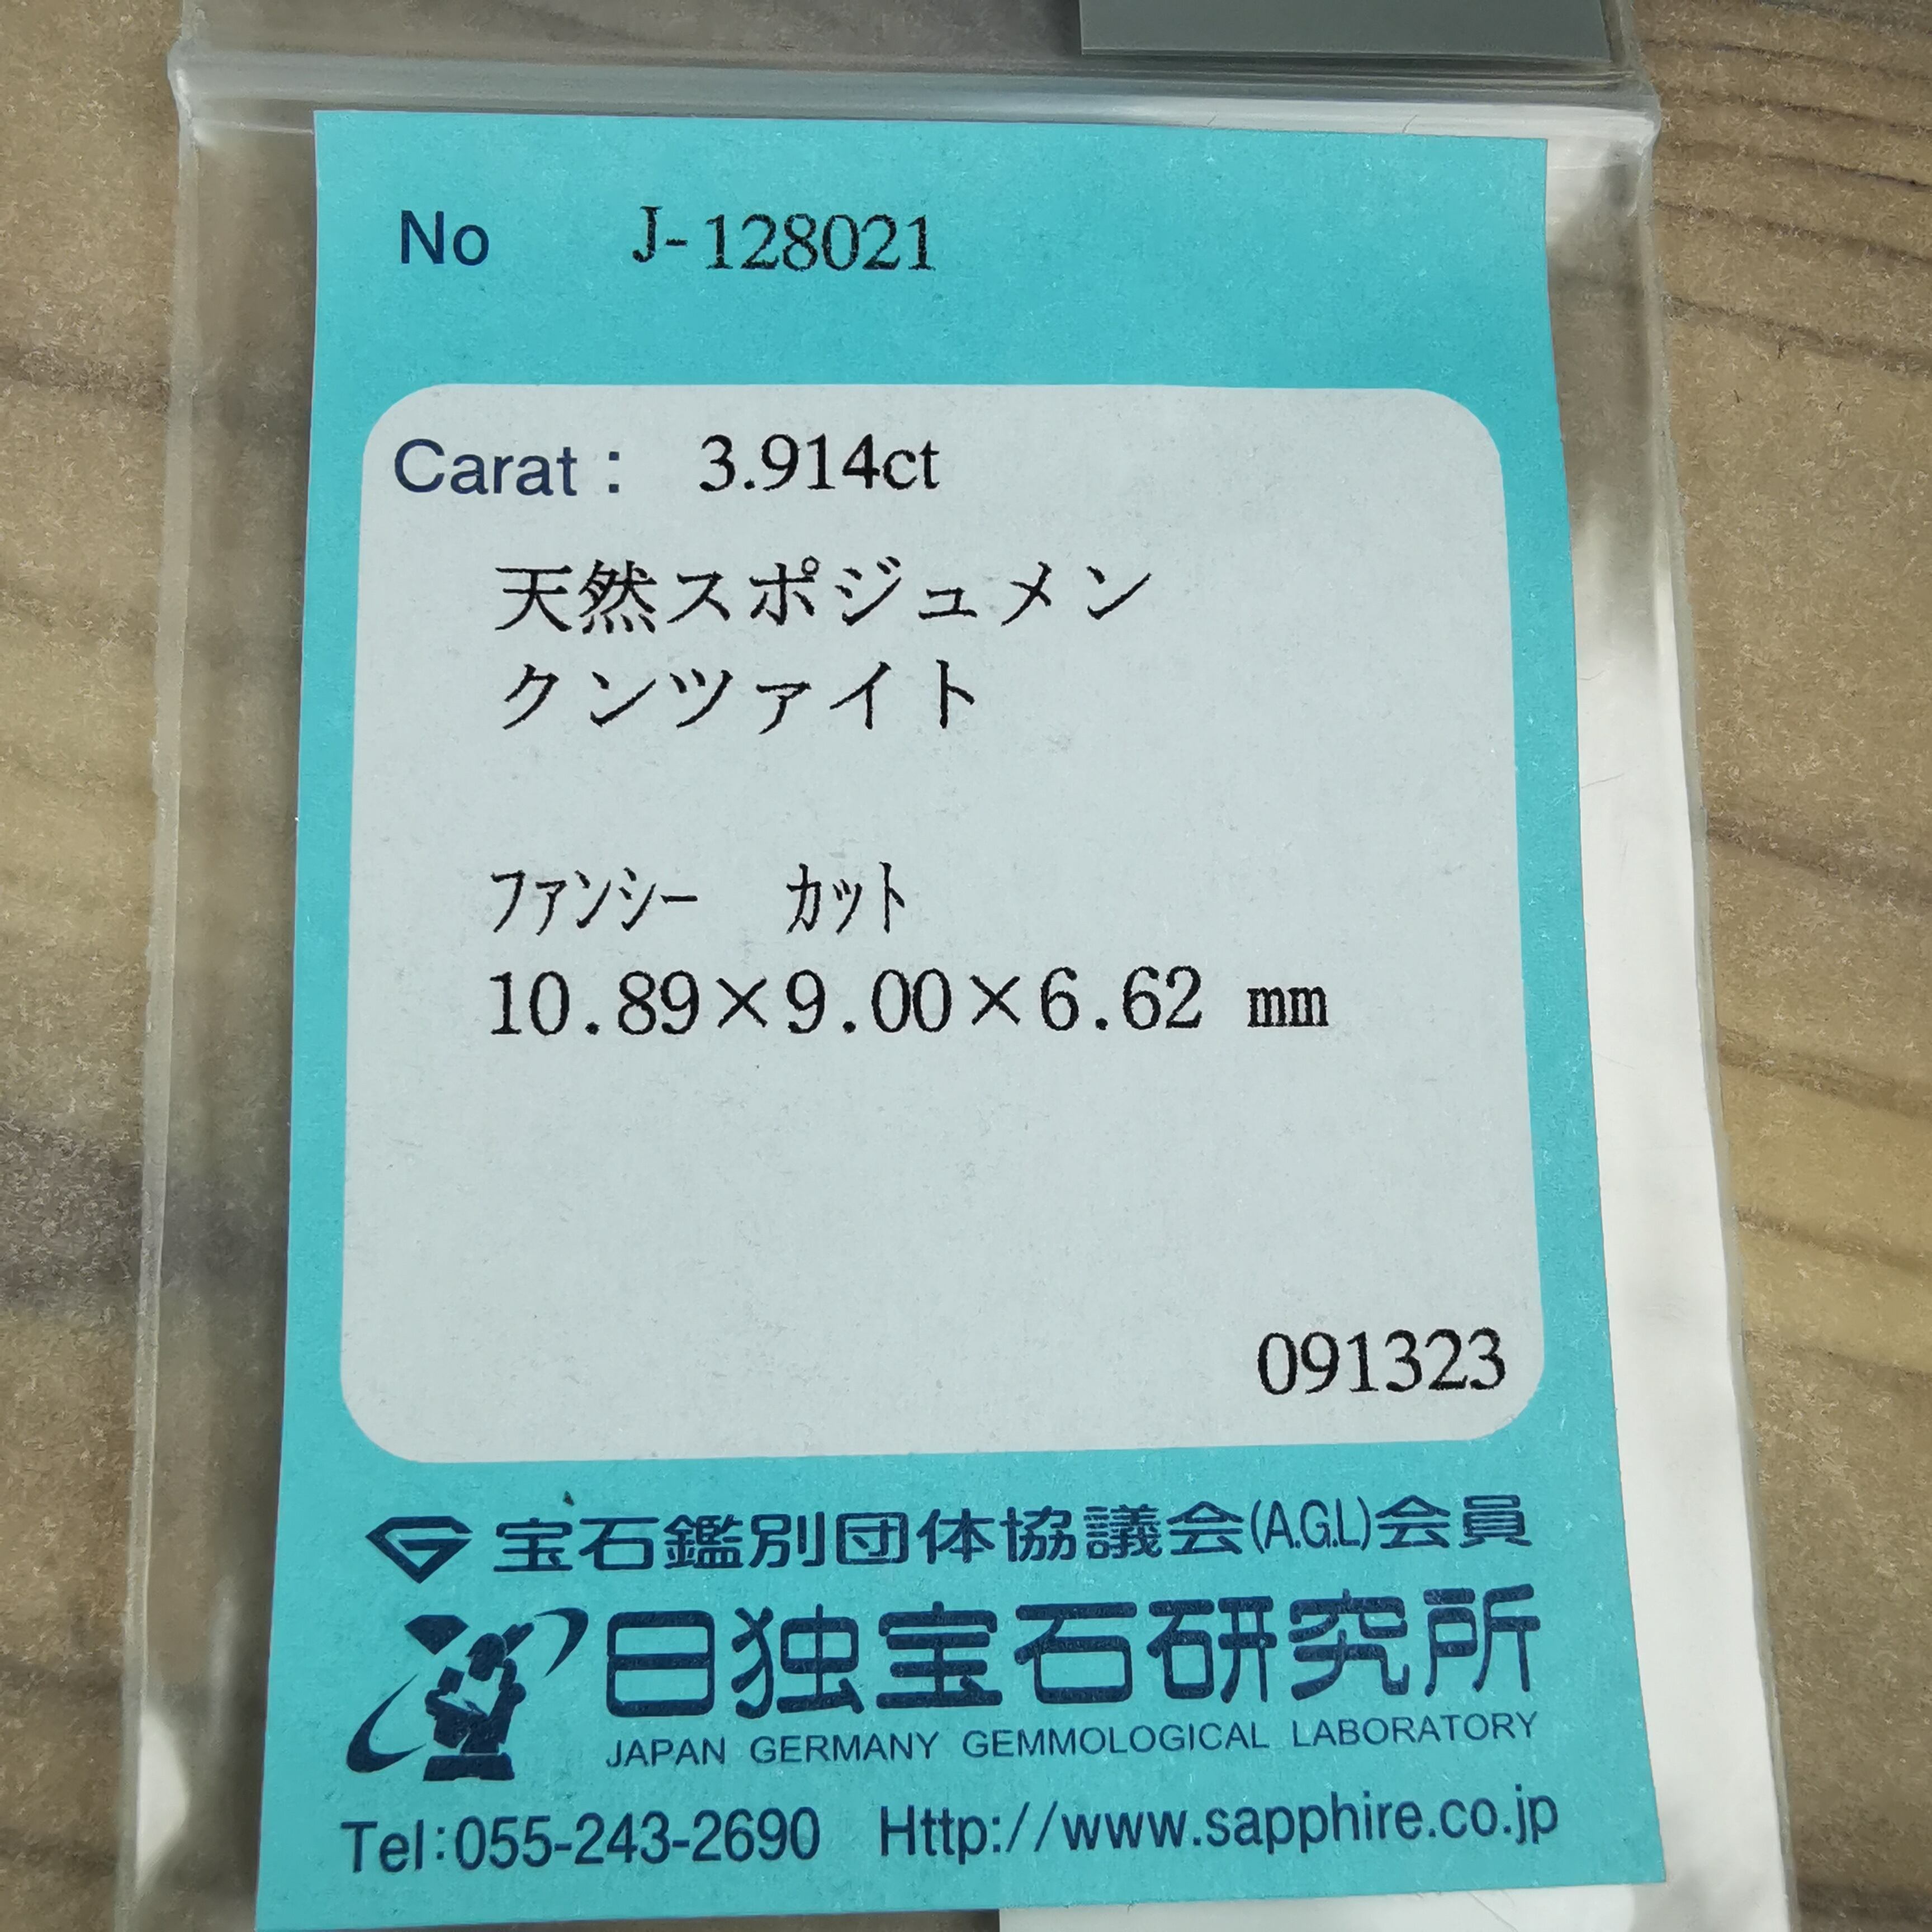 No J-128021
Carat : 3.914ct
天然スポジュメン
クンツァイト
ファンシー カット
10.89×9.00×6.62 mm
091323
宝石鑑別団体協議会(A.G.L)会員
日独宝石研究所
JAPAN GERMANY GEMMOLOGICAL LABORATORY
Tel:055-243-2690 Http://www.sapphire.co.jp